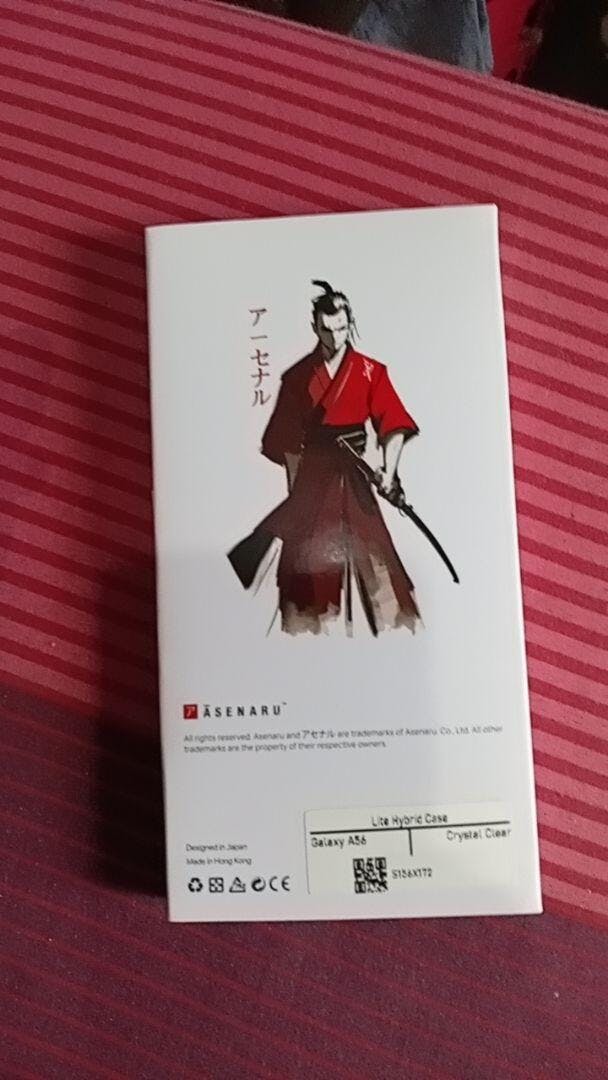 アーセナル
ア ĀSENARU™
All rights reserved. Asenaru and アセナル are trademarks of Asenaru Co., Ltd. All other
trademarks are the property of their respective owners.
Lite Hybrid Case
Galaxy A56
Crystal Clear
Designed in Japan
Made in Hong Kong
CE
S156X172